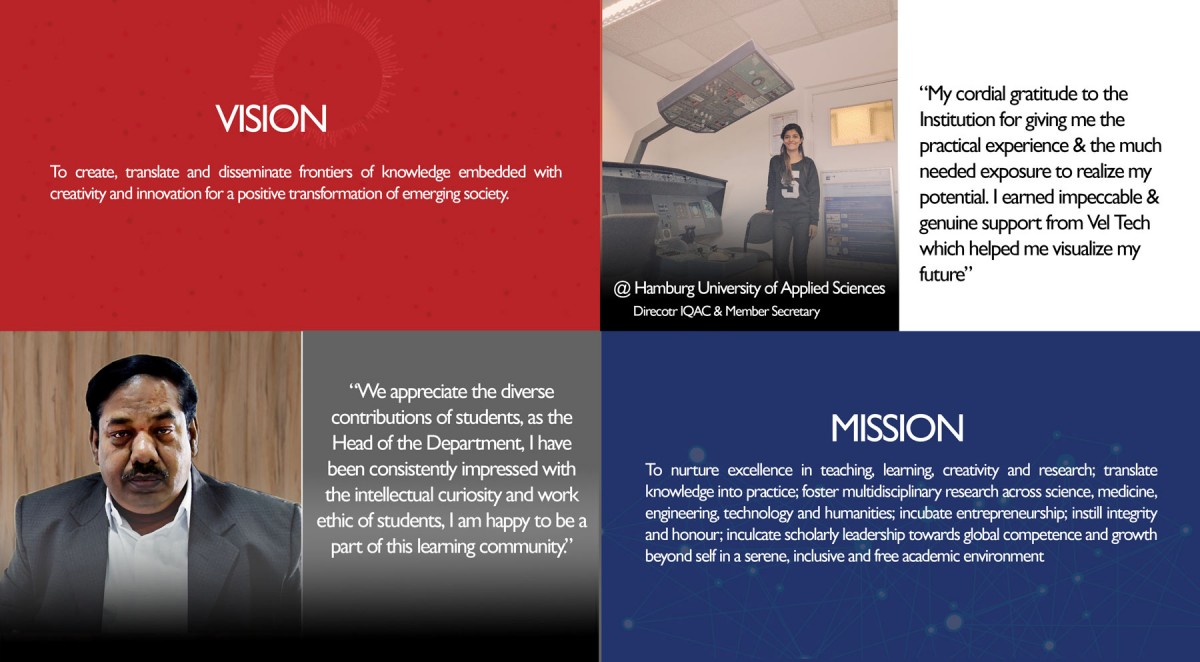 VISION
To create, translate and disseminate frontiers of knowledge embedded with
creativity and innovation for a positive transformation of emerging society.
@ Hamburg University of Applied Sciences
Direcotr IQAC & Member Secretary
“My cordial gratitude to the
Institution for giving me the
practical experience & the much
needed exposure to realize my
potential. I earned impeccable &
genuine support from Vel Tech
which helped me visualize my
future”
“We appreciate the diverse
contributions of students, as the
Head of the Department, I have
been consistently impressed with
the intellectual curiosity and work
ethic of students, I am happy to be a
part of this learning community.”
MISSION
To nurture excellence in teaching, learning, creativity and research; translate
knowledge into practice; foster multidisciplinary research across science, medicine,
engineering, technology and humanities; incubate entrepreneurship; instill integrity
and honour; inculcate scholarly leadership towards global competence and growth
beyond self in a serene, inclusive and free academic environment